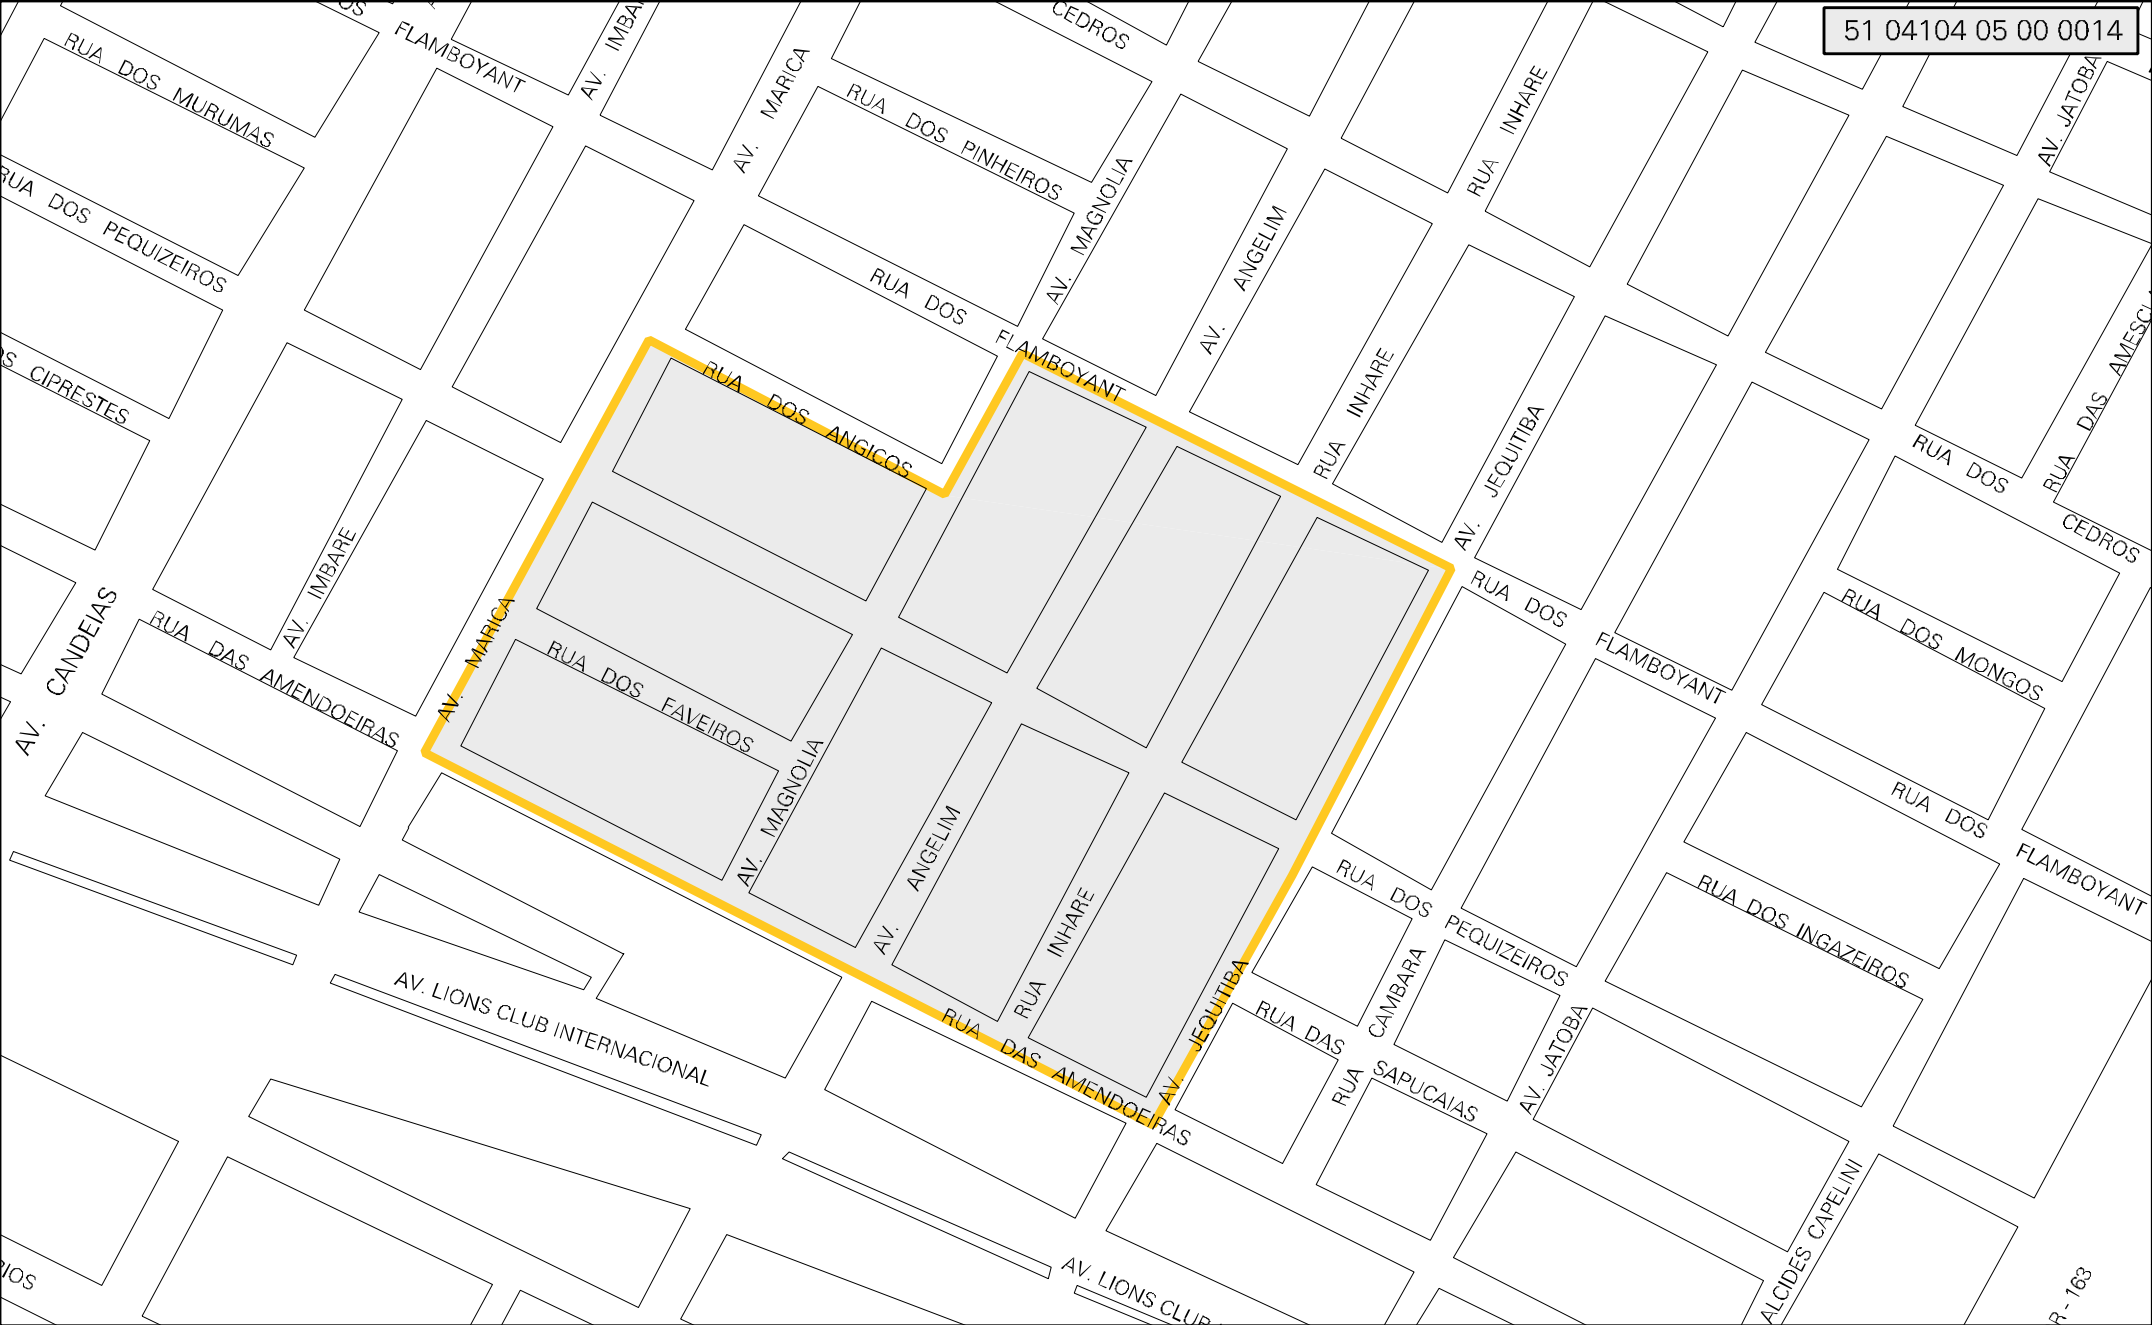 51 04104 05 00 0014
CEDROS
FLAMBOYANT
RUA DOS MURUMAS
AV. MARICA
RUA DOS PINHEIROS
RUA INHARE
AV. JATOBA
AV. MAGNOLIA
RUA DOS PEQUIZEIROS
AV. ANGELIM
RUA DOS
FLAMBOYANT
CIPRESTES
RUA DOS ANGICOS
RUA INHARE
AV. JEQUITIBA
RUA DAS
RUA DOS
CEDROS
AV. IMBARE
AV. CANDEIAS
RUA DAS AMENDOEIRAS
AV. MARICA
RUA DOS FAVEIROS
AV. MAGNOLIA
RUA DOS
FLAMBOYANT
RUA DOS MONGOS
RUA DOS
FLAMBOYANT
AV. ANGELIM
RUA INHARE
RUA DOS PEQUIZEIROS
RUA DOS INGAZEIROS
AV. LIONS CLUB INTERNACIONAL
RUA DAS AMENDOEIRAS
AV. JEQUITIBA
RUA DAS
SAPUCAIAS
RUA CAMBARA
AV. JATOBA
ALCIDES CAPELINI
AV. LIONS CLUB
R - 163